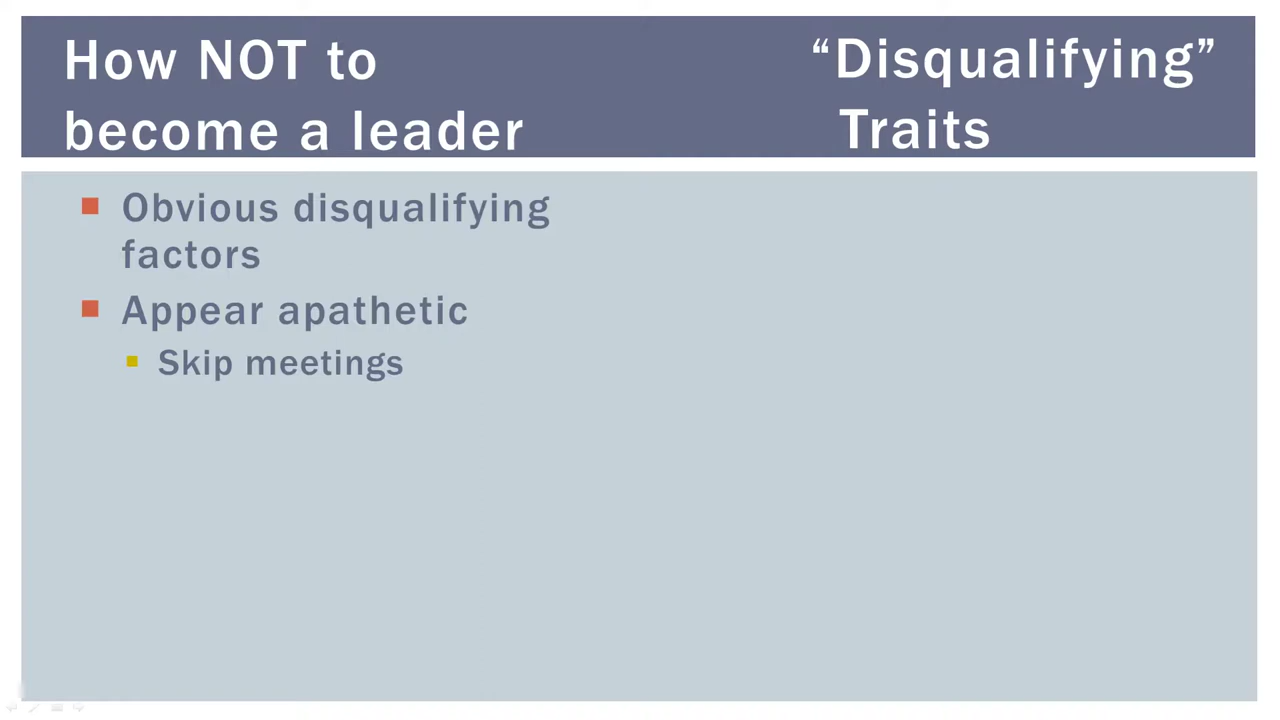 How NOT to
become a leader
“Disqualifying”
Traits
Obvious disqualifying
factors
Appear apathetic
Skip meetings